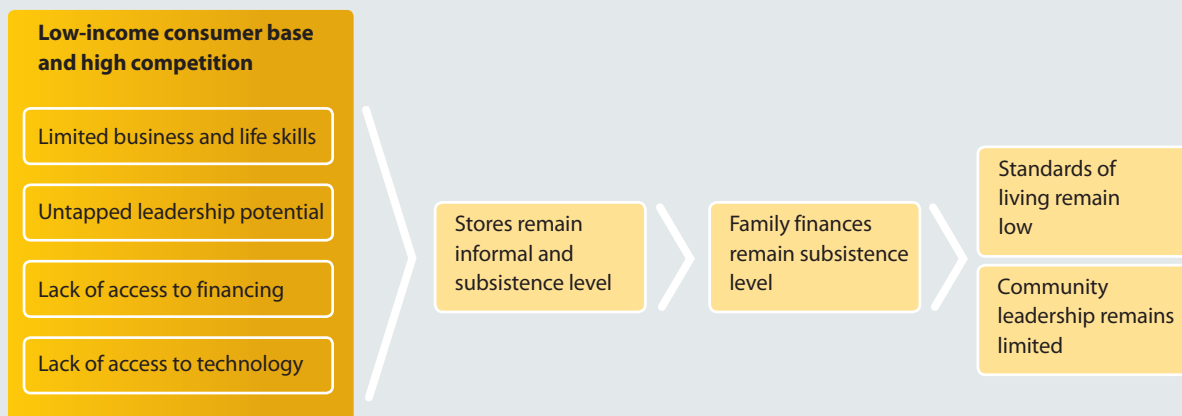 Low-income consumer base
and high competition
Limited business and life skills
Untapped leadership potential
Lack of access to financing
Lack of access to technology
Stores remain
informal and
subsistence level
Family finances
remain subsistence
level
Standards of
living remain
low
Community
leadership remains
limited